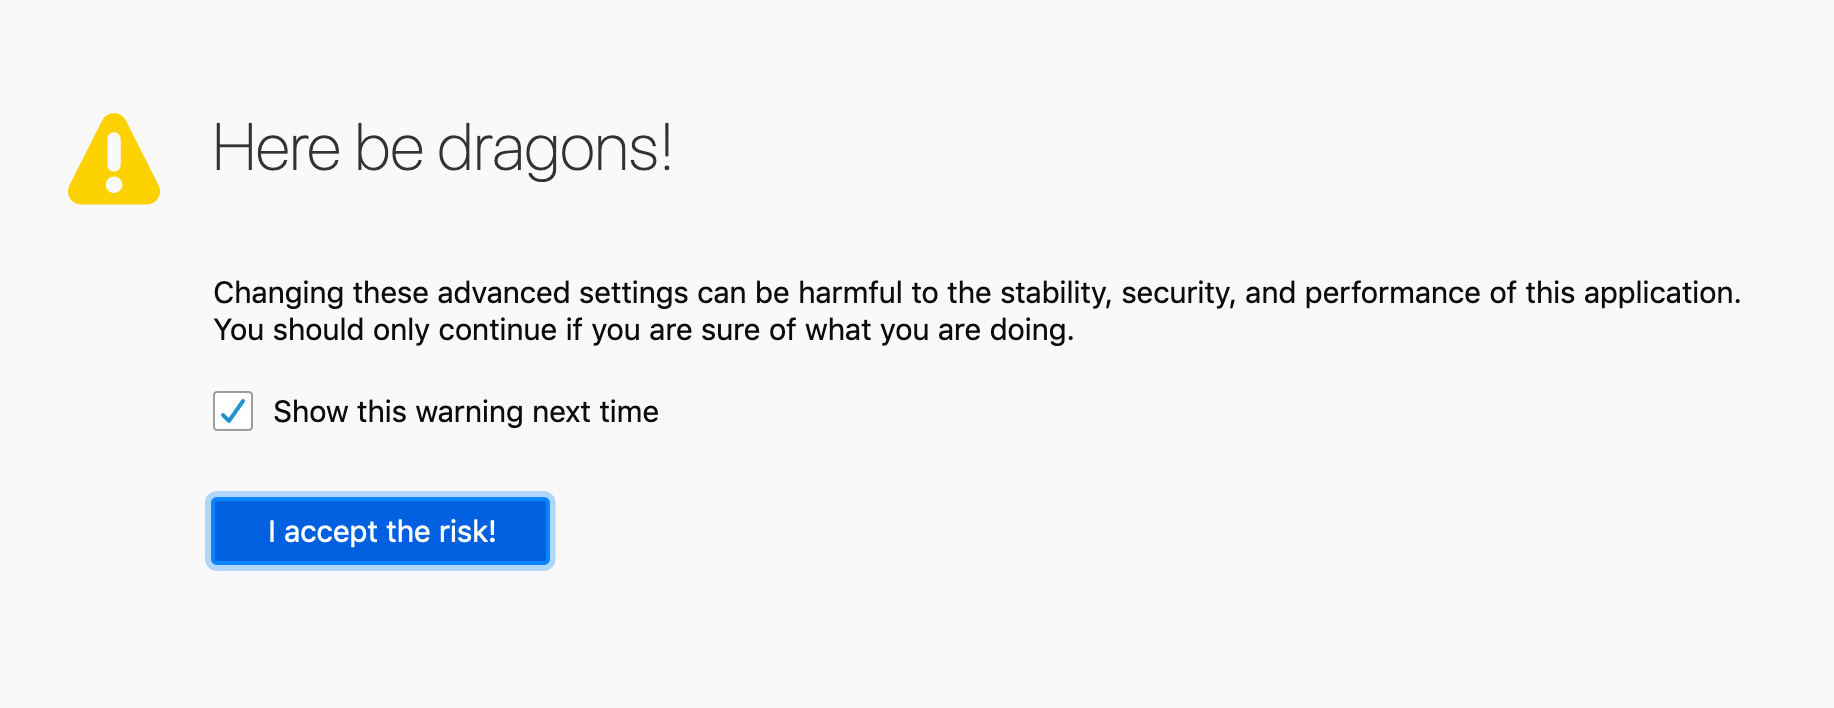 Here be dragons!
Changing these advanced settings can be harmful to the stability, security, and performance of this application.
You should only continue if you are sure of what you are doing.
Show this warning next time
I accept the risk!